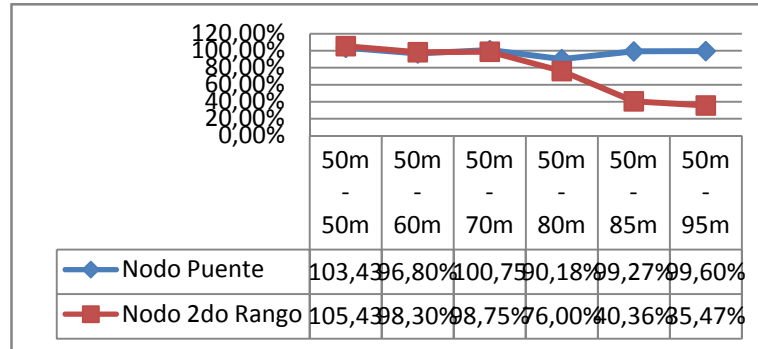 120,00%
100,00%
80,00%
60,00%
40,00%
20,00%
0,00%
50m - 50m
50m - 60m
50m - 70m
50m - 80m
50m - 85m
50m - 95m
Nodo Puente 103,43 96,80% 100,75 90,18% 99,27% 99,60%
Nodo 2do Rango 105,43 98,30% 98,75% 76,00% 40,36% 35,47%